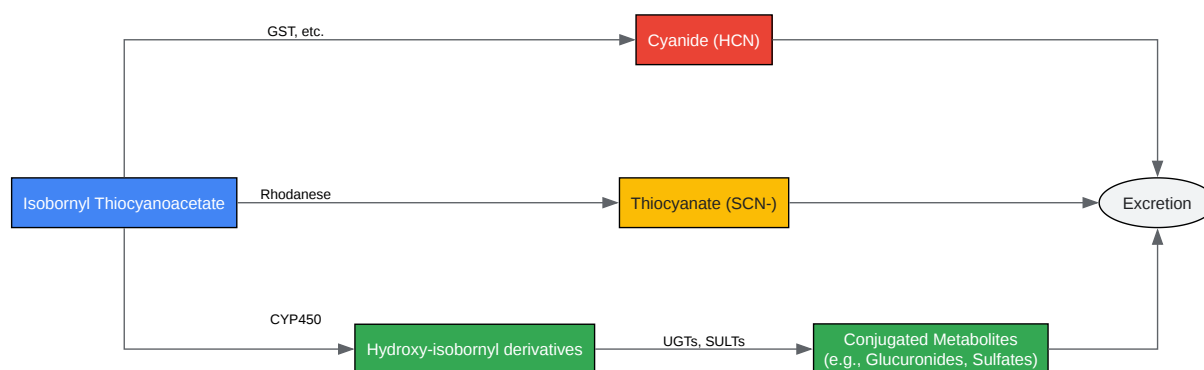 GST, etc.
Cyanide (HCN)
Isobornyl Thiocyanoacetate
Rhodanese
Thiocyanate (SCN-)
Excretion
CYP450
Hydroxy-isobornyl derivatives
UGTs, SULTs
Conjugated Metabolites
(e.g., Glucuronides, Sulfates)